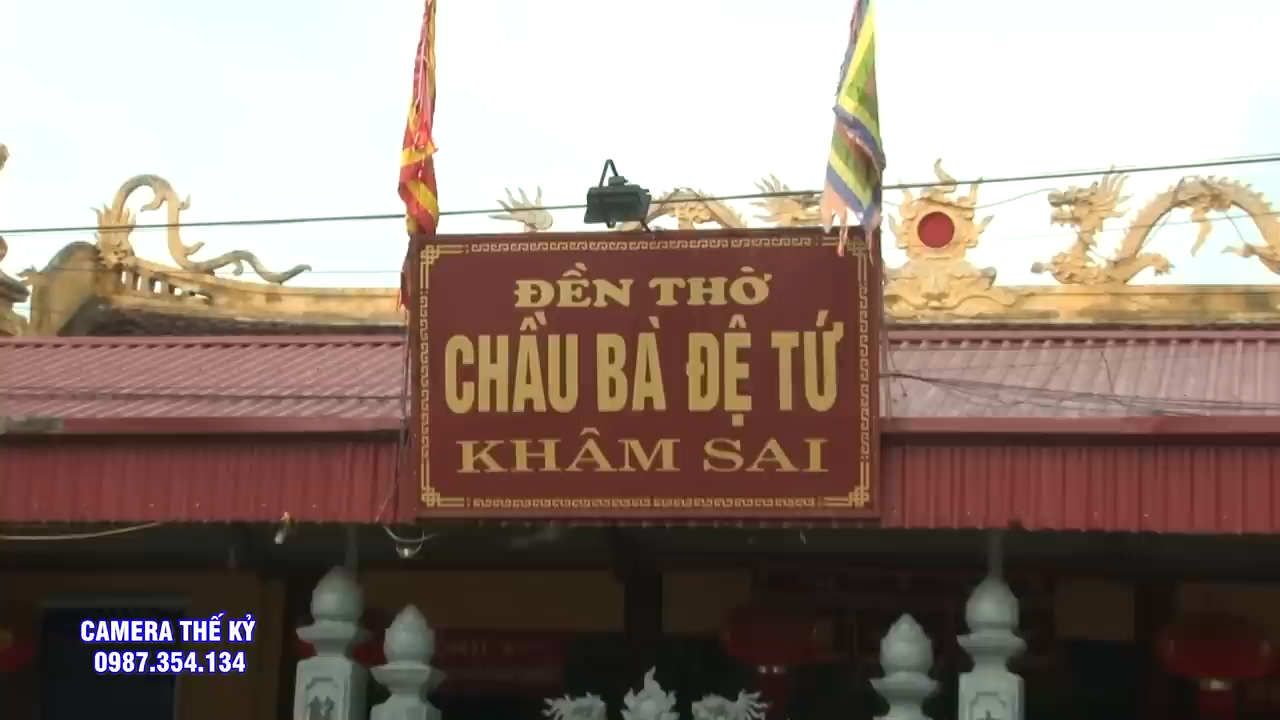 ĐỀN THỜ
CHẦU BÀ ĐỆ TỨ
KHÂM SAI
CAMERA THẾ KỶ
0987.354.134